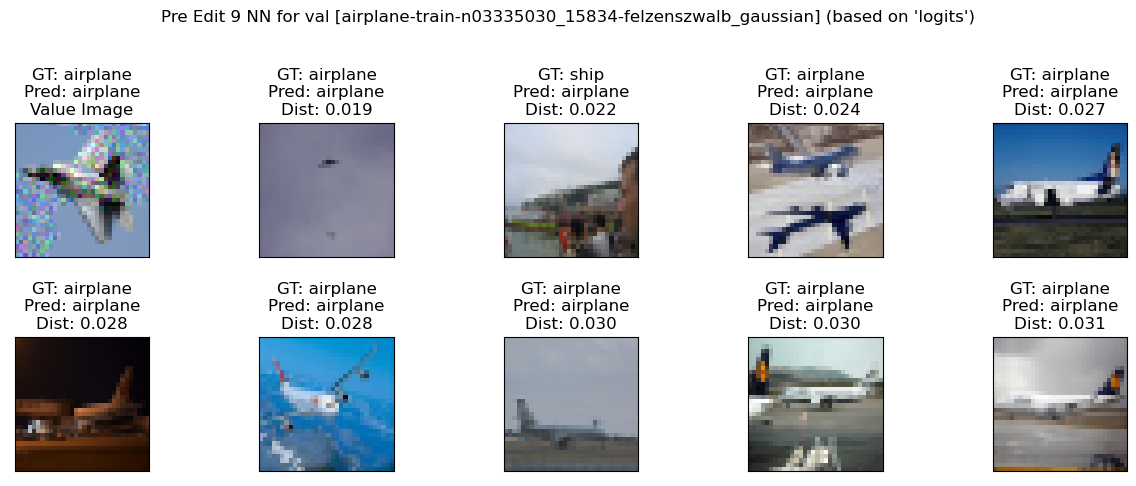 Pre Edit 9 NN for val [airplane-train-n03335030_15834-felzenszwalb_gaussian] (based on 'logits')
GT: airplane
Pred: airplane
Value Image
GT: airplane
Pred: airplane
Dist: 0.019
GT: ship
Pred: airplane
Dist: 0.022
GT: airplane
Pred: airplane
Dist: 0.024
GT: airplane
Pred: airplane
Dist: 0.027
GT: airplane
Pred: airplane
Dist: 0.028
GT: airplane
Pred: airplane
Dist: 0.028
GT: airplane
Pred: airplane
Dist: 0.030
GT: airplane
Pred: airplane
Dist: 0.030
GT: airplane
Pred: airplane
Dist: 0.031